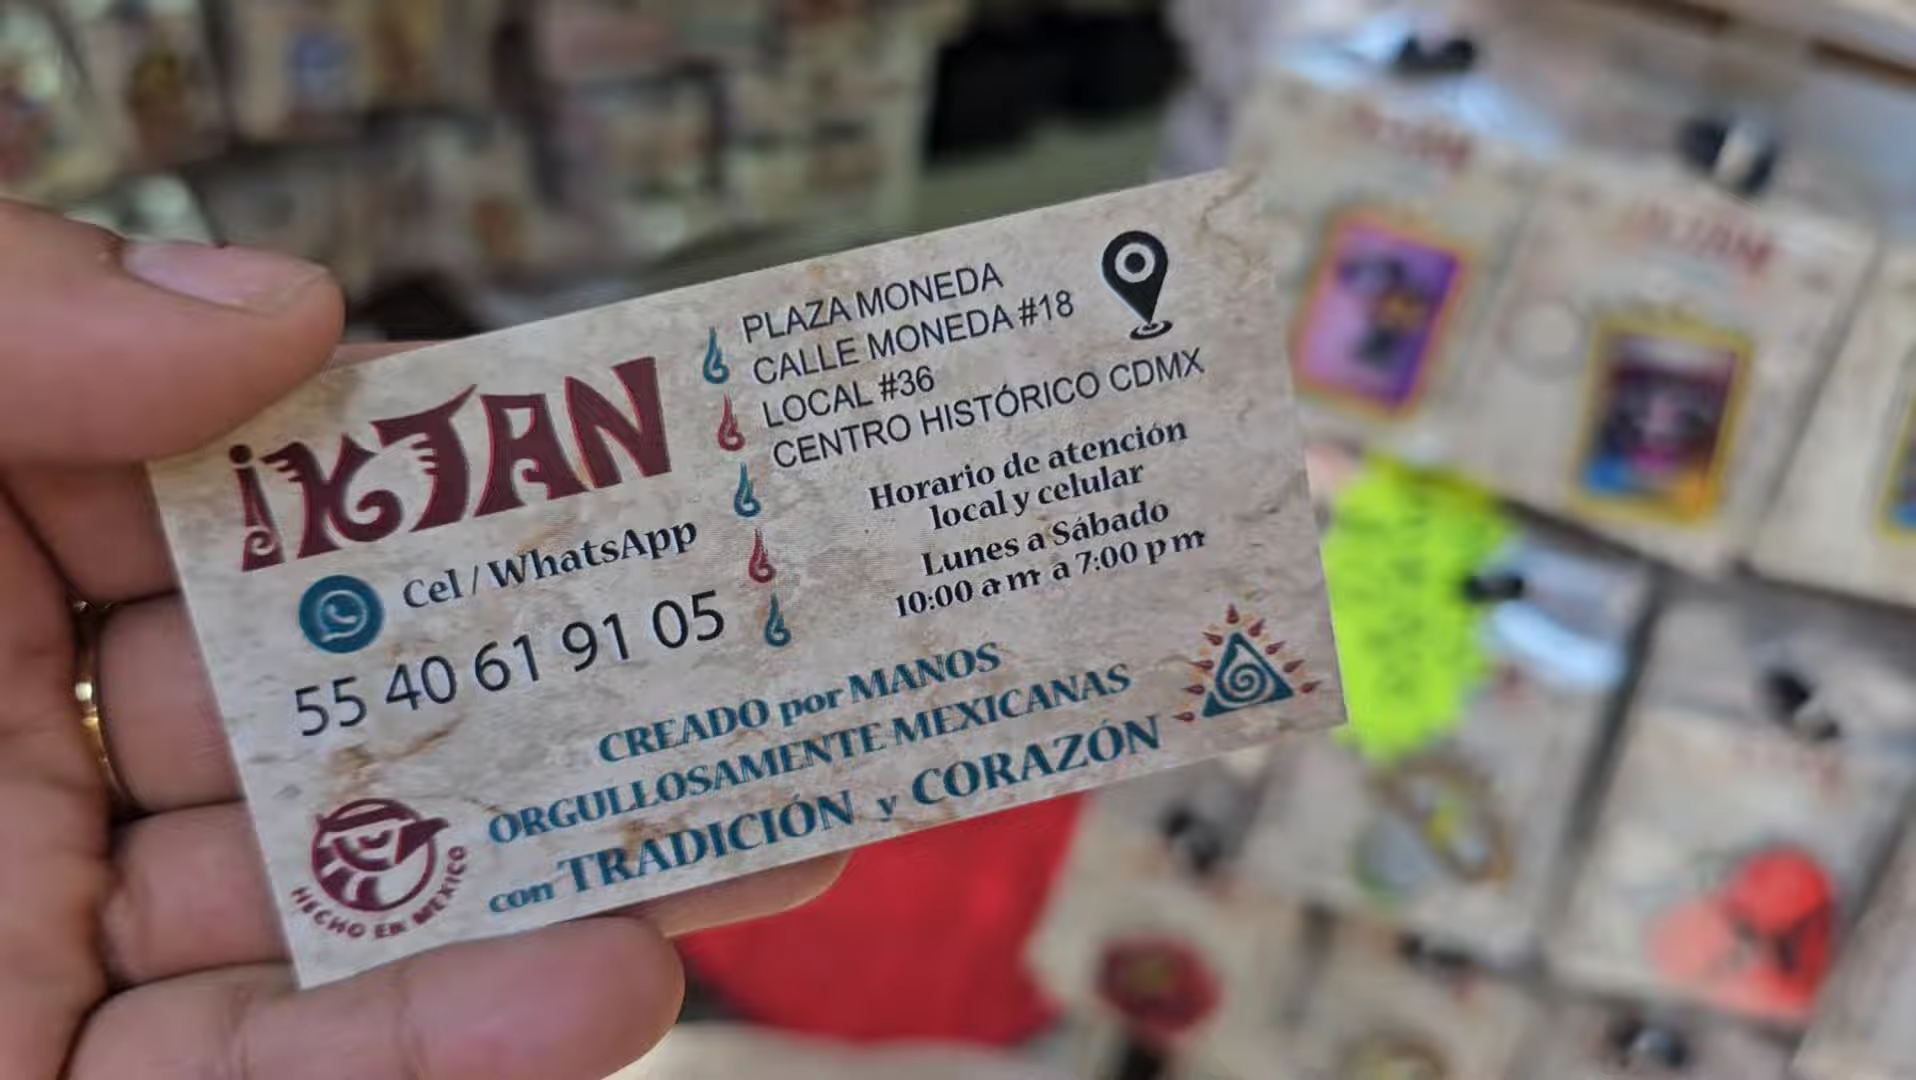 iKTAN
Cel / WhatsApp
55 40 61 91 05
PLAZA MONEDA
CALLE MONEDA #18
LOCAL #36
CENTRO HISTÓRICO CDMX
Horario de atención
local y celular
Lunes a Sábado
10:00 a m a 7:00 p m
CREADO por MANOS
ORGULLOSAMENTE MEXICANAS
con TRADICIÓN y CORAZÓN
HECHO EN MEXICO